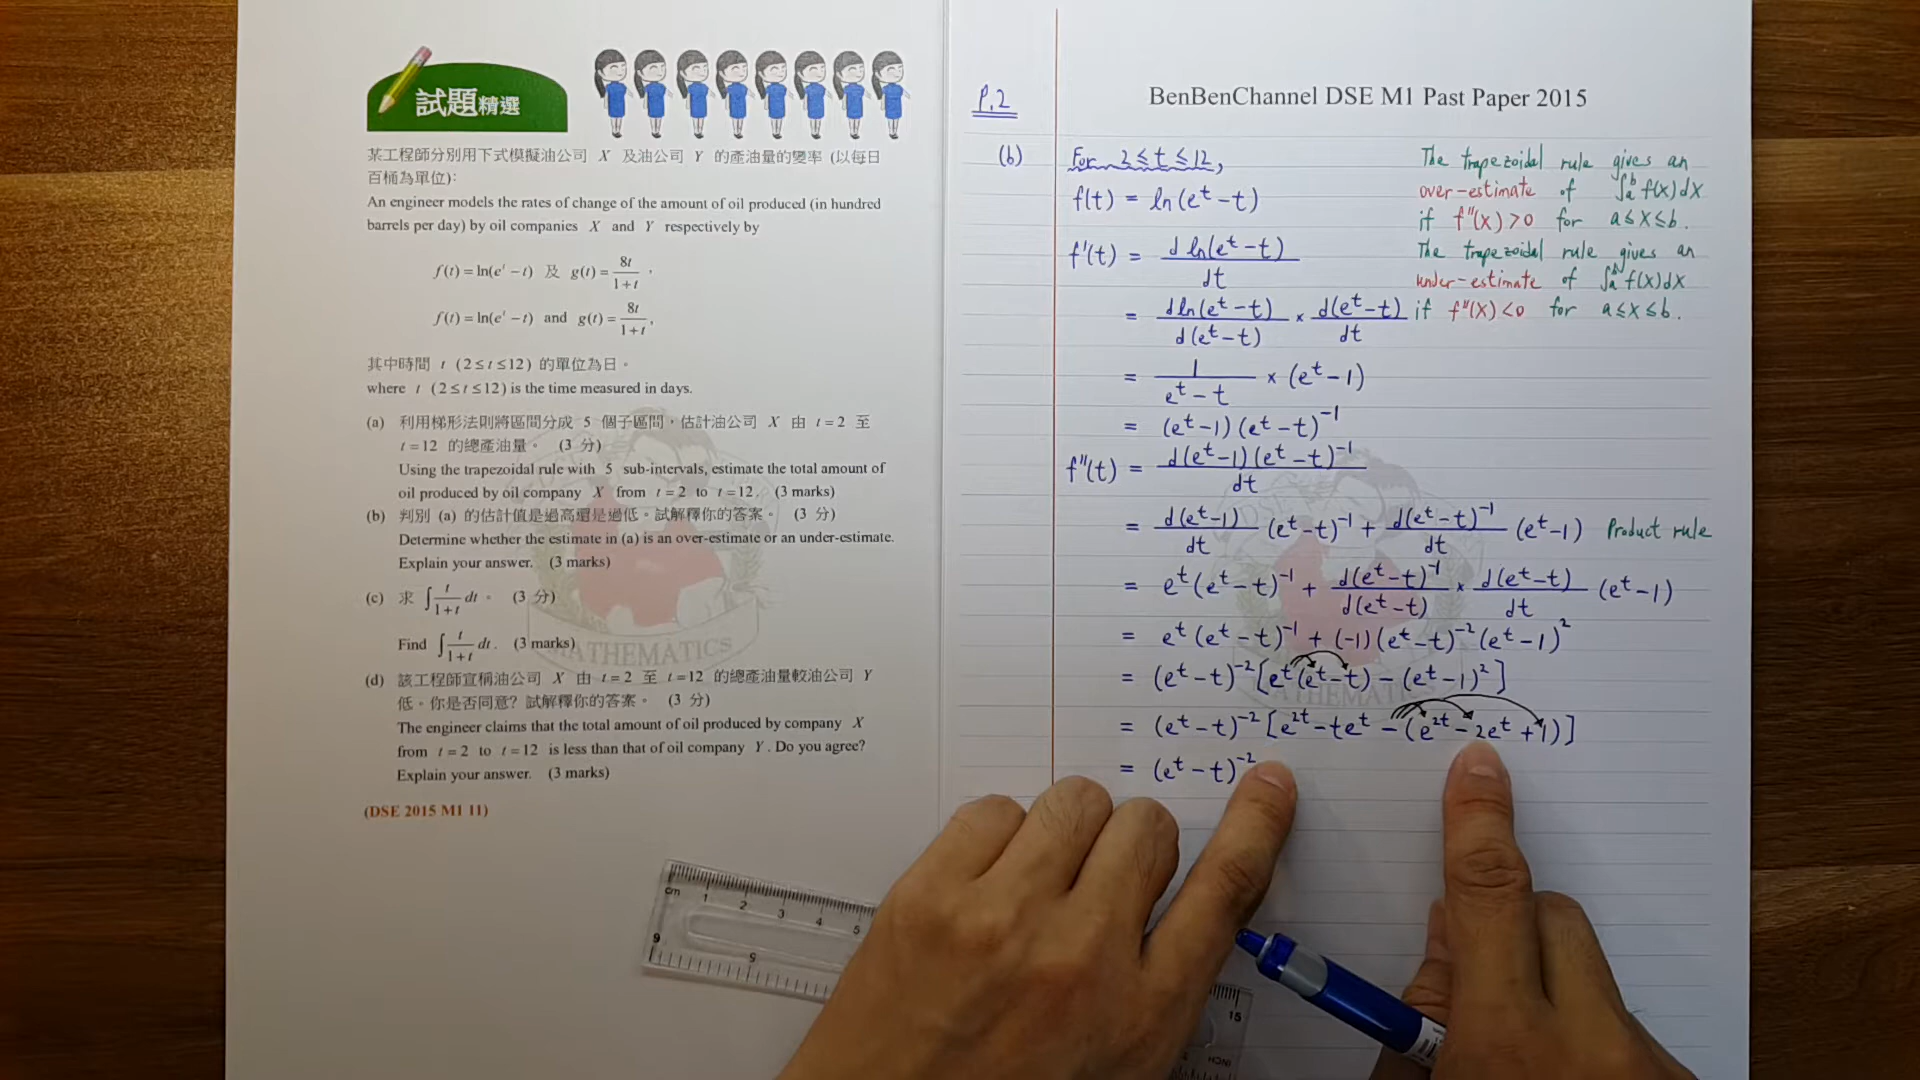 試題精選
某工程師分別用下式模擬油公司 X 及油公司 Y 的產油量的變率 (以每日
百桶為單位):
An engineer models the rates of change of the amount of oil produced (in hundred
barrels per day) by oil companies X and Y respectively by
f(t) = ln(e^t − t) 及 g(t) = 8t/(1+t) ,
f(t) = ln(e^t − t) and g(t) = 8t/(1+t),
其中時間 t (2 ≤ t ≤ 12) 的單位為日。
where t (2 ≤ t ≤ 12) is the time measured in days.
(a) 利用梯形法則將區間分成 5 個子區間，估計油公司 X 由 t = 2 至
t = 12 的總產油量。 (3 分)
Using the trapezoidal rule with 5 sub-intervals, estimate the total amount of
oil produced by oil company X from t = 2 to t = 12. (3 marks)
(b) 判別 (a) 的估計值是過高還是過低。試解釋你的答案。 (3 分)
Determine whether the estimate in (a) is an over-estimate or an under-estimate.
Explain your answer. (3 marks)
(c) 求 ∫ t/(1+t) dt 。 (3 分)
Find ∫ t/(1+t) dt. (3 marks)
(d) 該工程師宣稱油公司 X 由 t = 2 至 t = 12 的總產油量較油公司 Y
低。你是否同意? 試解釋你的答案。 (3 分)
The engineer claims that the total amount of oil produced by company X
from t = 2 to t = 12 is less than that of oil company Y. Do you agree?
Explain your answer. (3 marks)
(DSE 2015 M1 11)
MATHEMATICS
cm 1 2 3 4 5
9 5
15
INCH
P.2
BenBenChannel DSE M1 Past Paper 2015
(b) For 2 ≤ t ≤ 12,
f(t) = ln(e^t − t)
f'(t) = d ln(e^t − t)/dt
= d ln(e^t − t)/d(e^t − t) × d(e^t − t)/dt
= 1/(e^t − t) × (e^t − 1)
= (e^t − 1)(e^t − t)^−1
f''(t) = d(e^t − 1)(e^t − t)^−1/dt
= d(e^t − 1)/dt (e^t − t)^−1 + d(e^t − t)^−1/dt (e^t − 1) Product rule
= e^t(e^t − t)^−1 + d(e^t − t)^−1/d(e^t − t) × d(e^t − t)/dt (e^t − 1)
= e^t(e^t − t)^−1 + (−1)(e^t − t)^−2(e^t − 1)^2
= (e^t − t)^−2[e^t(e^t − t) − (e^t − 1)^2]
= (e^t − t)^−2[e^2t − te^t − (e^2t − 2e^t + 1)]
= (e^t − t)^−2
The trapezoidal rule gives an
over-estimate of ∫_a^b f(x)dx
if f''(x) > 0 for a ≤ x ≤ b.
The trapezoidal rule gives an
under-estimate of ∫_a^b f(x)dx
if f''(x) < 0 for a ≤ x ≤ b.